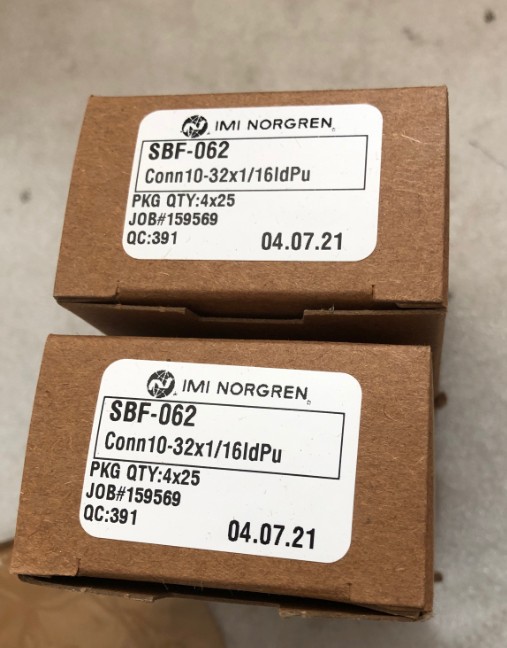 IMI NORGREN
SBF-062
Conn10-32x1/16IdPu
PKG QTY:4x25
JOB#159569
QC:391
04.07.21
IMI NORGREN
SBF-062
Conn10-32x1/16IdPu
PKG QTY:4x25
JOB#159569
QC:391
04.07.21